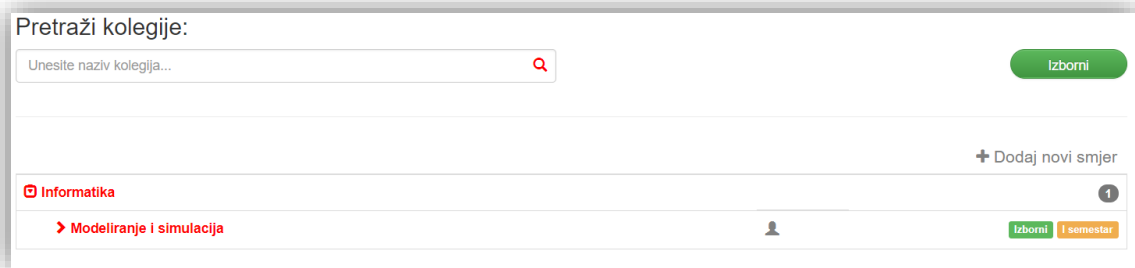 Pretraži kolegije:
Unesite naziv kolegija...
Izborni
Dodaj novi smjer
Informatika 1
Modeliranje i simulacija Izborni I semestar